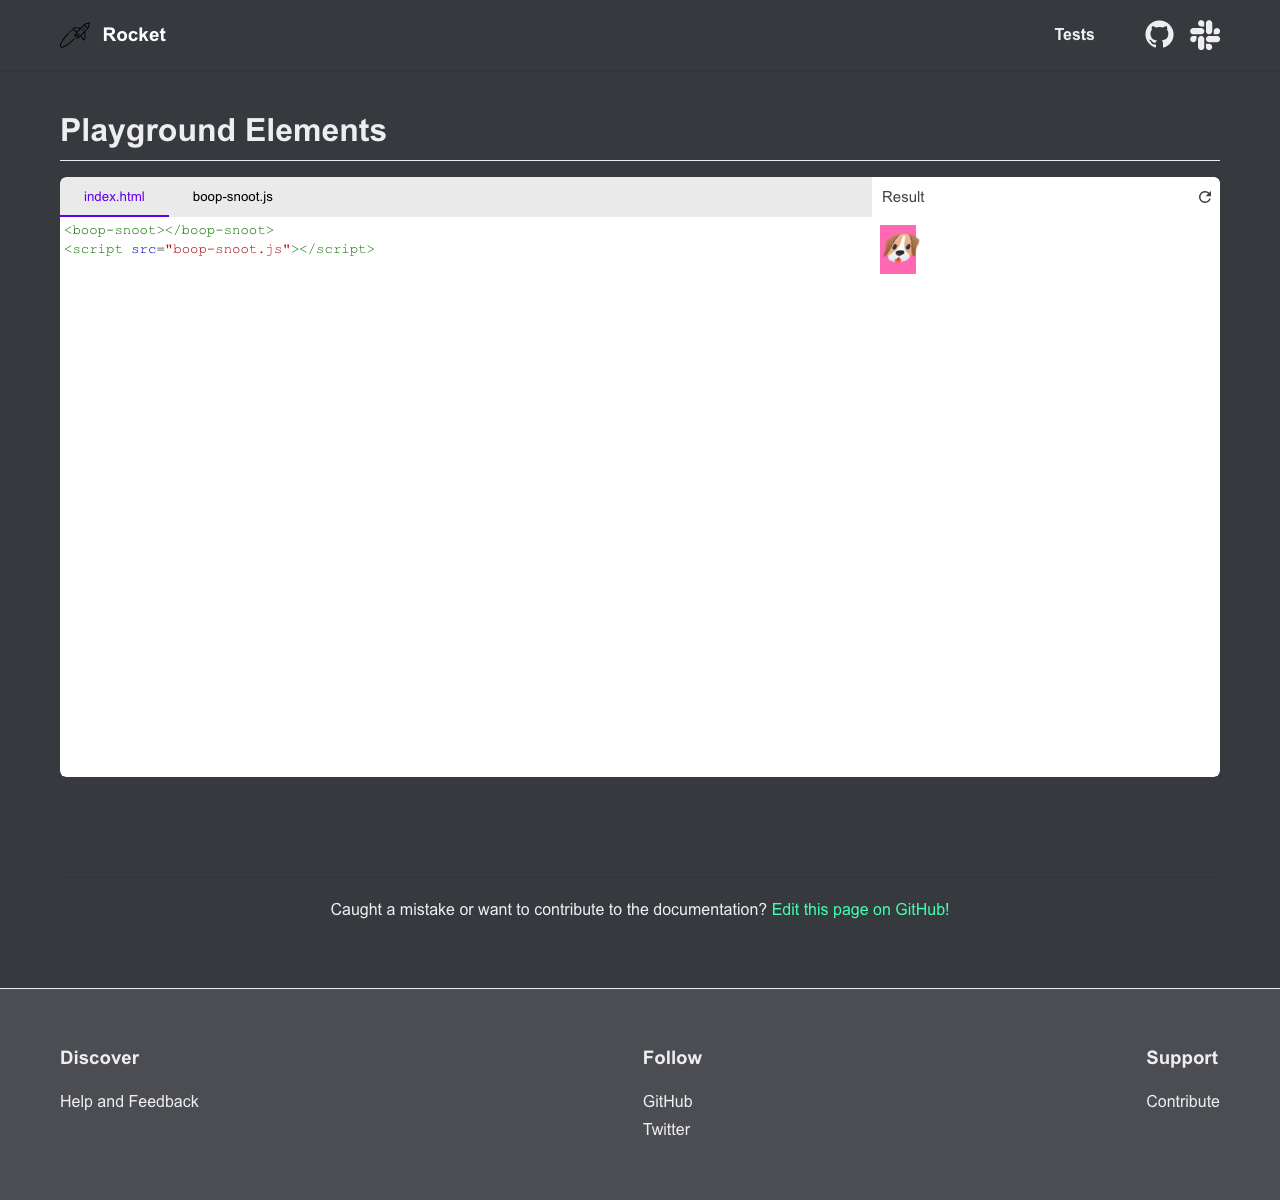 Rocket
Tests
Playground Elements
index.html
boop-snoot.js
Result
<boop-snoot></boop-snoot>
<script src="boop-snoot.js"></script>
Caught a mistake or want to contribute to the documentation? Edit this page on GitHub!
Discover
Follow
Support
Help and Feedback
GitHub
Contribute
Twitter